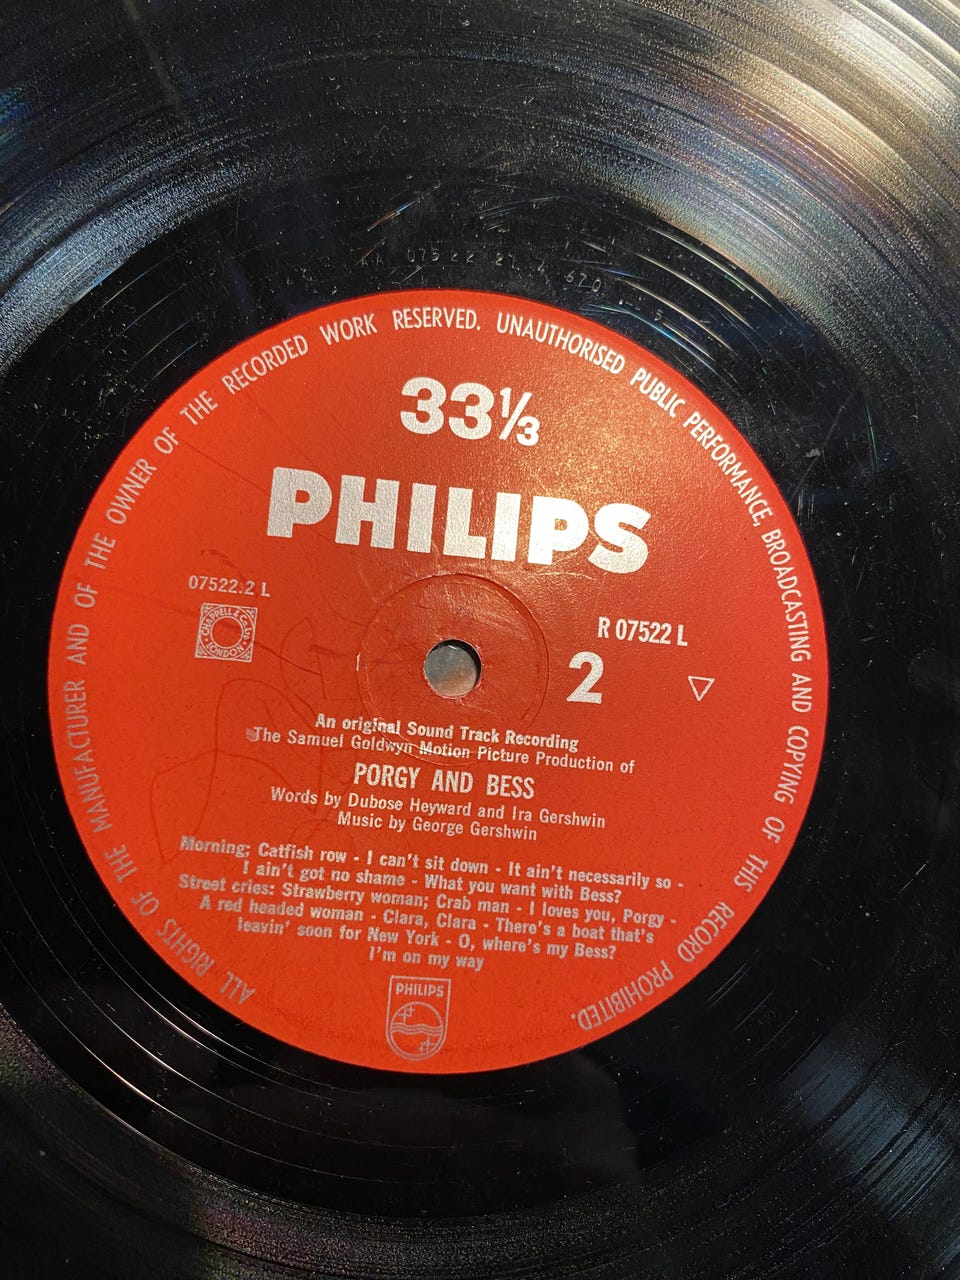 AA 07522 2L 4 670
ALL RIGHTS OF THE MANUFACTURER AND OF THE OWNER OF THE RECORDED WORK RESERVED. UNAUTHORISED PUBLIC PERFORMANCE, BROADCASTING AND COPYING OF THIS RECORD PROHIBITED.
33⅓
PHILIPS
07522.2 L
CHAPPELL & Co. Ltd.
LONDON
R 07522 L
2
An original Sound Track Recording
The Samuel Goldwyn Motion Picture Production of
PORGY AND BESS
Words by Dubose Heyward and Ira Gershwin
Music by George Gershwin
Morning; Catfish row - I can't sit down - It ain't necessarily so -
I ain't got no shame - What you want with Bess?
Street cries: Strawberry woman; Crab man - I loves you, Porgy -
A red headed woman - Clara, Clara - There's a boat that's
leavin' soon for New York - O, where's my Bess?
I'm on my way
PHILIPS